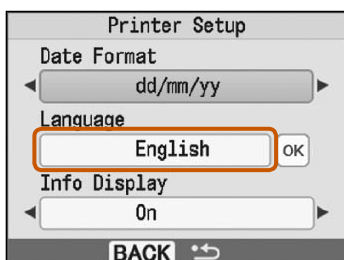 Printer Setup
Date Format
dd/mm/yy
Language
English OK
Info Display
On
BACK